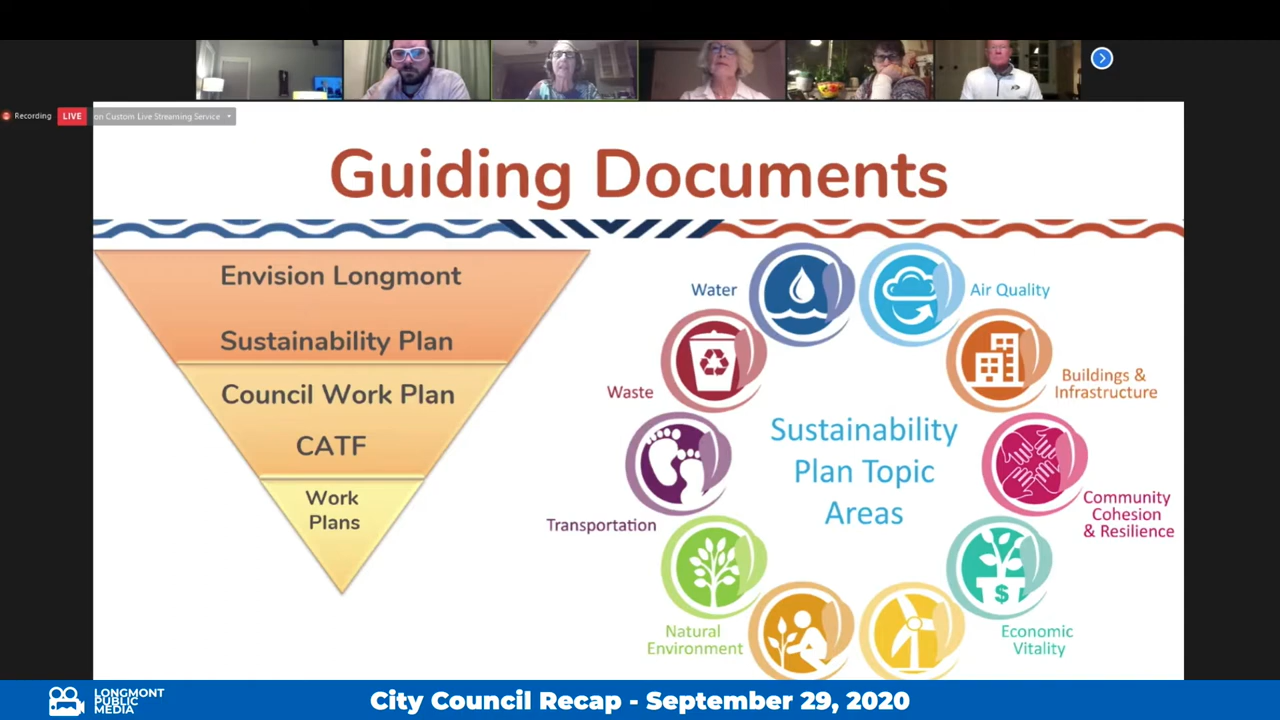 Recording
LIVE
on Custom Live Streaming Service
Guiding Documents
Envision Longmont
Sustainability Plan
Council Work Plan
CATF
Work
Plans
Water
Air Quality
Waste
Buildings &
Infrastructure
Sustainability
Plan Topic
Areas
Transportation
Community
Cohesion
& Resilience
$
Natural
Environment
Economic
Vitality
LONGMONT
PUBLIC
MEDIA
City Council Recap - September 29, 2020